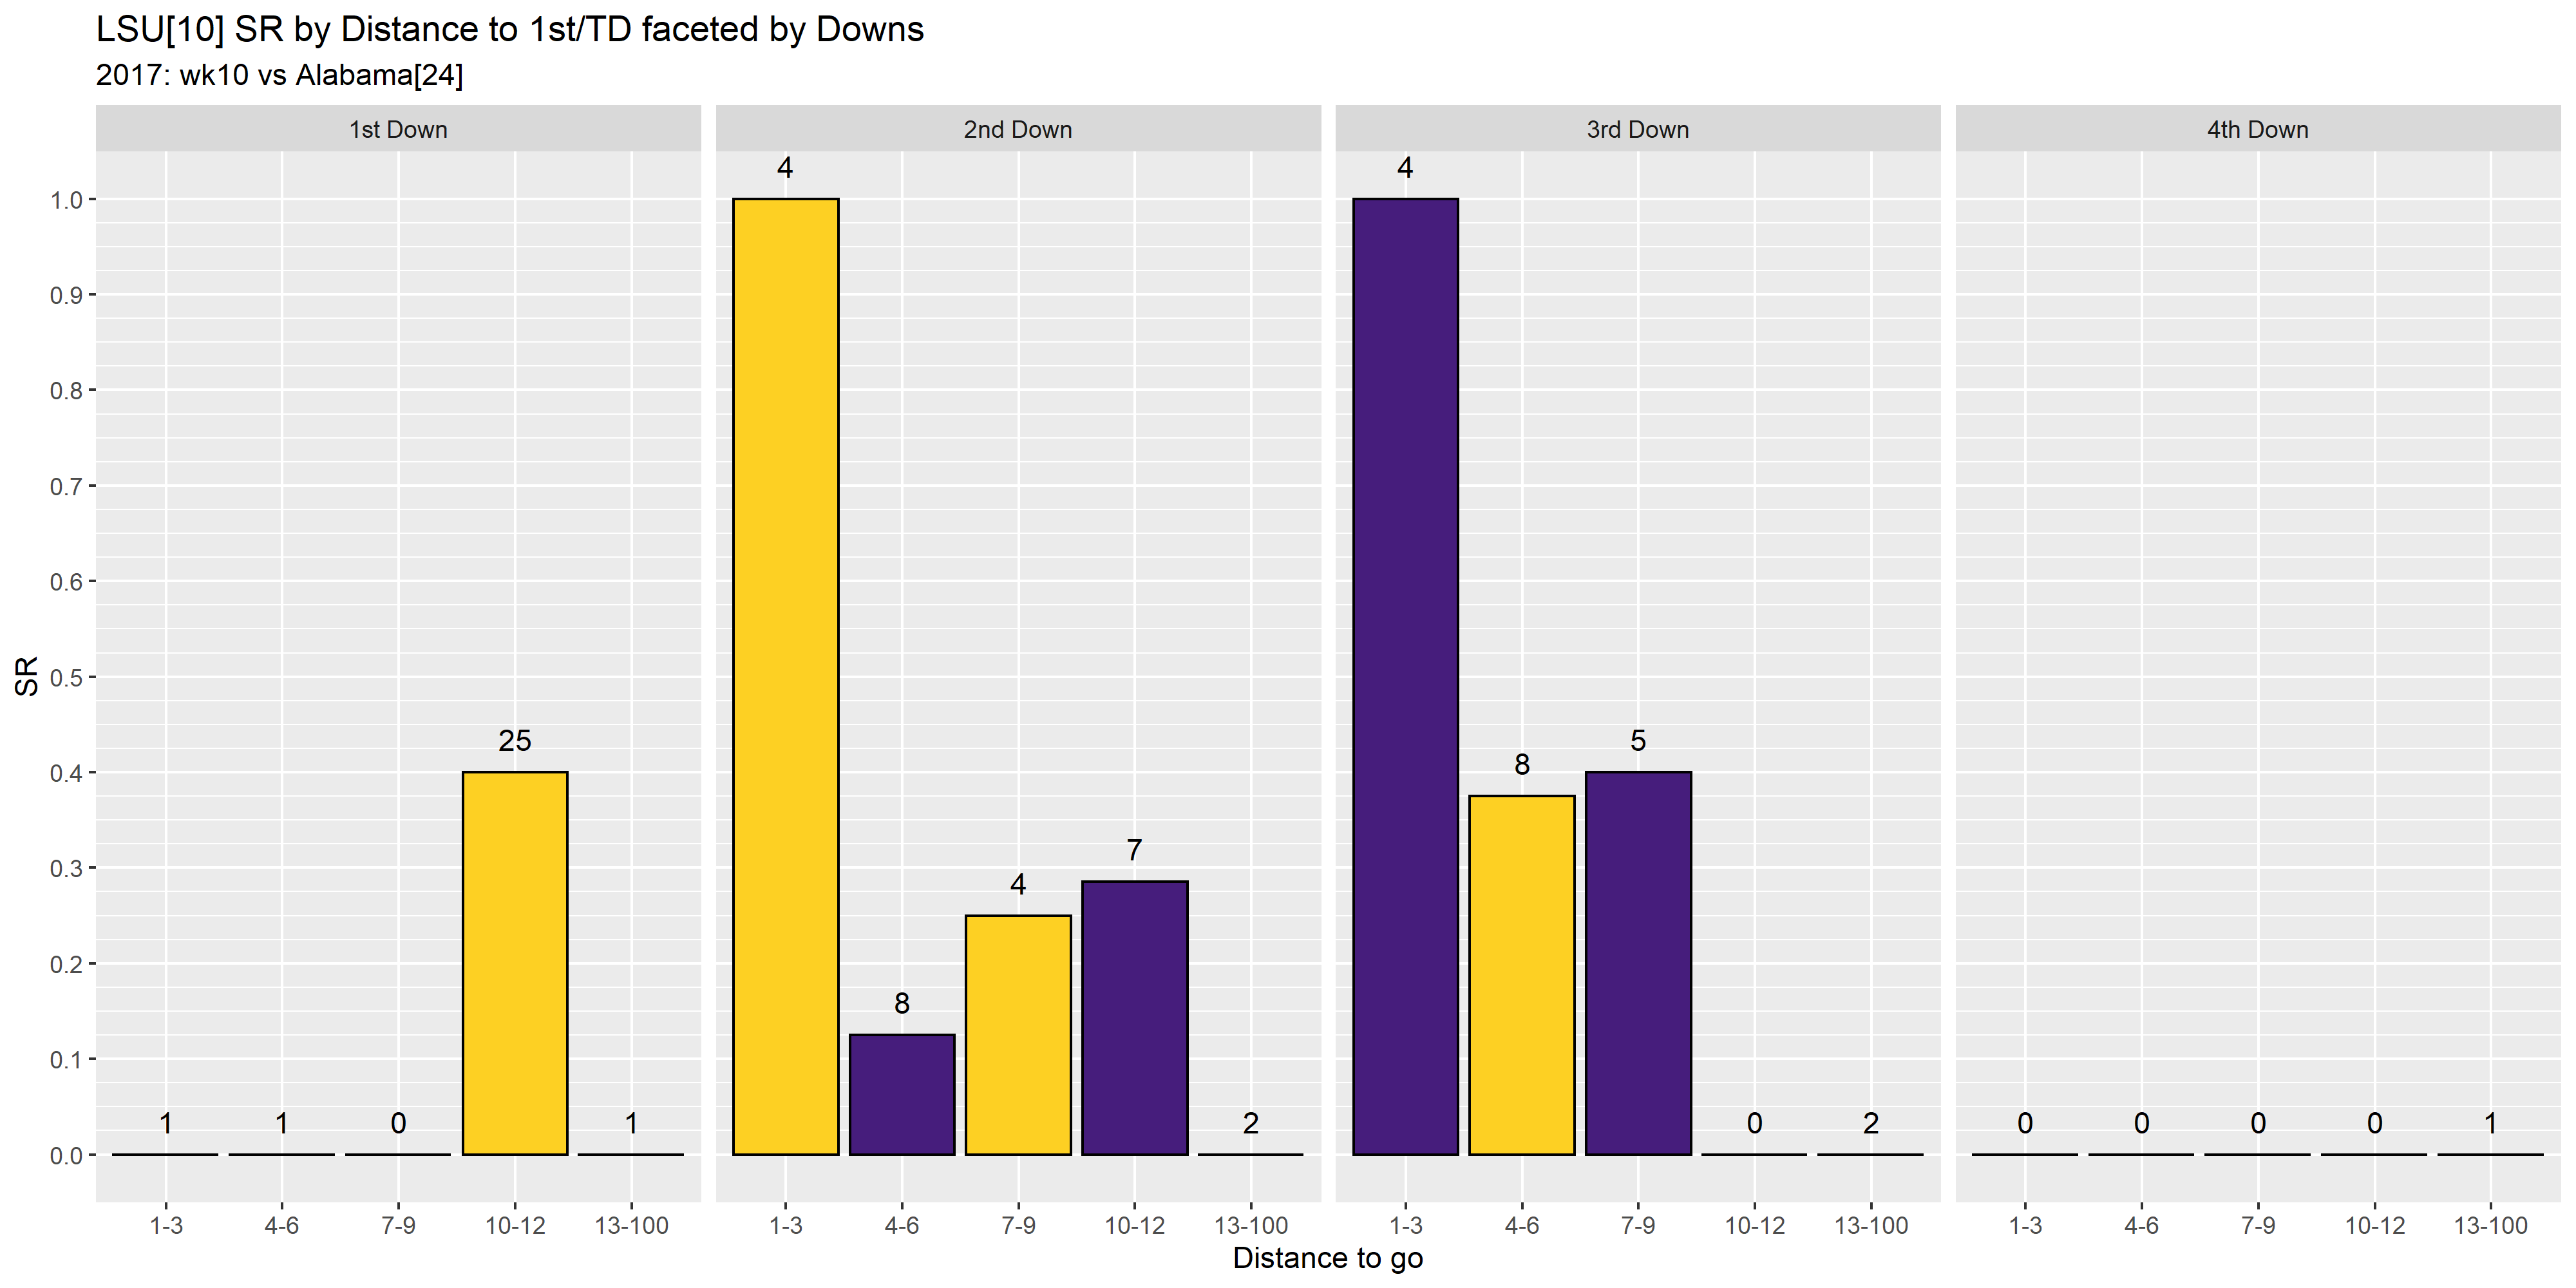 LSU[10] SR by Distance to 1st/TD faceted by Downs
2017: wk10 vs Alabama[24]
1st Down 2nd Down 3rd Down 4th Down
4 4
1.0
0.9
0.8
0.7
0.6
0.5
25 5
8
0.4
7
4
0.3
0.2
8
0.1
1 1 0 1 2 0 2 0 0 0 0 1
0.0
SR
1-3 4-6 7-9 10-12 13-100 1-3 4-6 7-9 10-12 13-100 1-3 4-6 7-9 10-12 13-100 1-3 4-6 7-9 10-12 13-100
Distance to go